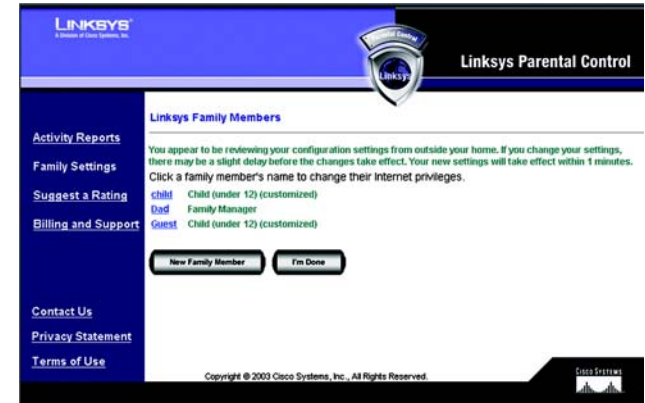 LINKSYS®
A Division of Cisco Systems, Inc.
Parental Control
Linksys
Linksys Parental Control
Linksys Family Members
Activity Reports
Family Settings
Suggest a Rating
Billing and Support
Contact Us
Privacy Statement
Terms of Use
You appear to be reviewing your configuration settings from outside your home. If you change your settings,
there may be a slight delay before the changes take effect. Your new settings will take effect within 1 minutes.
Click a family member's name to change their Internet privileges.
child Child (under 12) (customized)
Dad Family Manager
Guest Child (under 12) (customized)
New Family Member I'm Done
Copyright © 2003 Cisco Systems, Inc., All Rights Reserved.
CISCO SYSTEMS